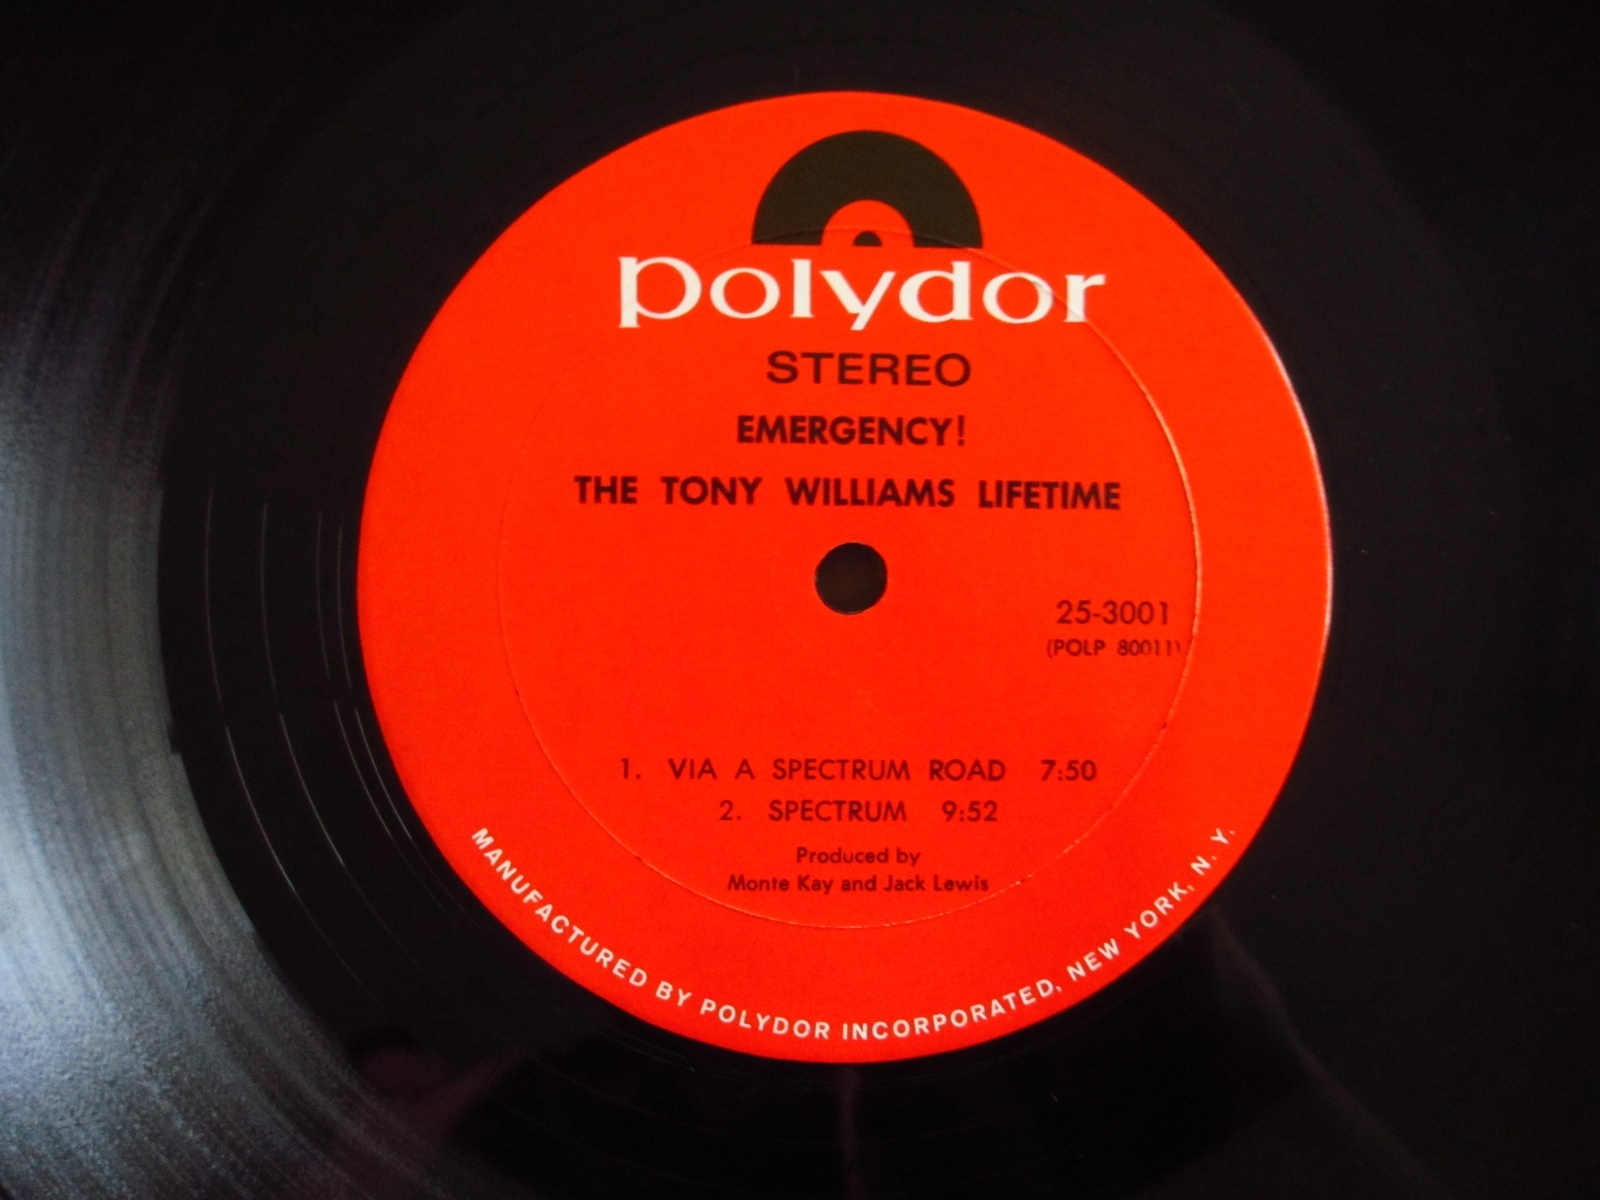 polydor
STEREO
EMERGENCY!
THE TONY WILLIAMS LIFETIME
25-3001
(POLP 80011)
1. VIA A SPECTRUM ROAD 7:50
2. SPECTRUM 9:52
Produced by
Monte Kay and Jack Lewis
MANUFACTURED BY POLYDOR INCORPORATED, NEW YORK, N. Y.